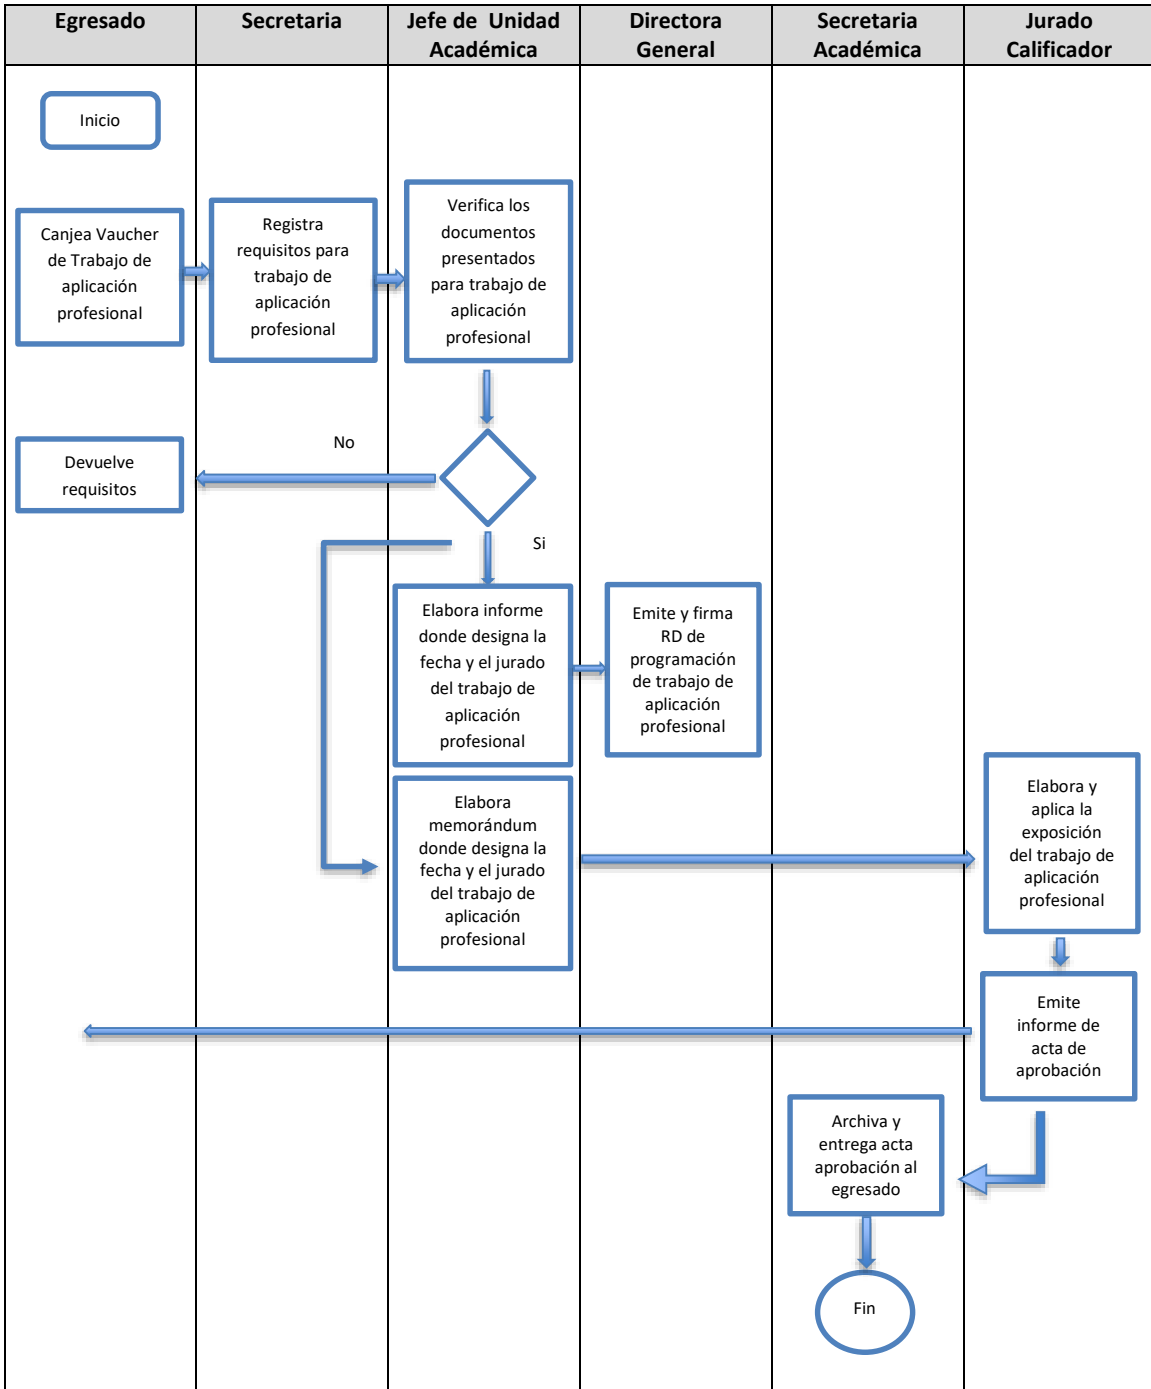 Egresado
Secretaria
Jefe de Unidad
Académica
Directora
General
Secretaria
Académica
Jurado
Calificador
Inicio
Canjea Vaucher
de Trabajo de
aplicación
profesional
Registra
requisitos para
trabajo de
aplicación
profesional
Verifica los
documentos
presentados
para trabajo de
aplicación
profesional
No
Devuelve
requisitos
Si
Elabora informe
donde designa la
fecha y el jurado
del trabajo de
aplicación
profesional
Emite y firma
RD de
programación
de trabajo de
aplicación
profesional
Elabora
memorándum
donde designa la
fecha y el jurado
del trabajo de
aplicación
profesional
Elabora y
aplica la
exposición
del trabajo de
aplicación
profesional
Emite
informe de
acta de
aprobación
Archiva y
entrega acta
aprobación al
egresado
Fin